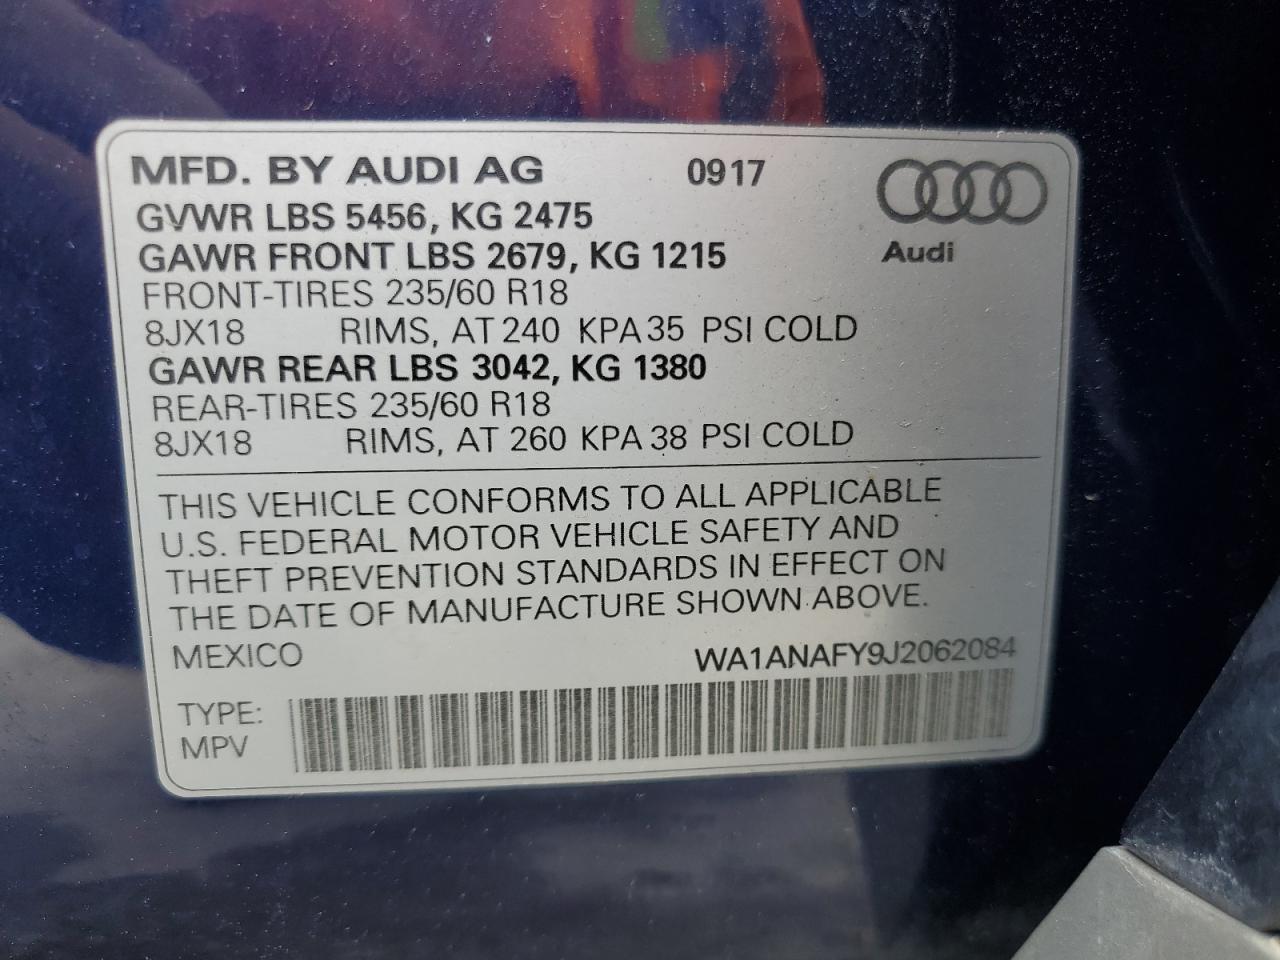 MFD. BY AUDI AG 0917
GVWR LBS 5456, KG 2475
GAWR FRONT LBS 2679, KG 1215
Audi
FRONT-TIRES 235/60 R18
8JX18 RIMS, AT 240 KPA 35 PSI COLD
GAWR REAR LBS 3042, KG 1380
REAR-TIRES 235/60 R18
8JX18 RIMS, AT 260 KPA 38 PSI COLD
THIS VEHICLE CONFORMS TO ALL APPLICABLE
U.S. FEDERAL MOTOR VEHICLE SAFETY AND
THEFT PREVENTION STANDARDS IN EFFECT ON
THE DATE OF MANUFACTURE SHOWN ABOVE.
MEXICO WA1ANAFY9J2062084
TYPE:
MPV